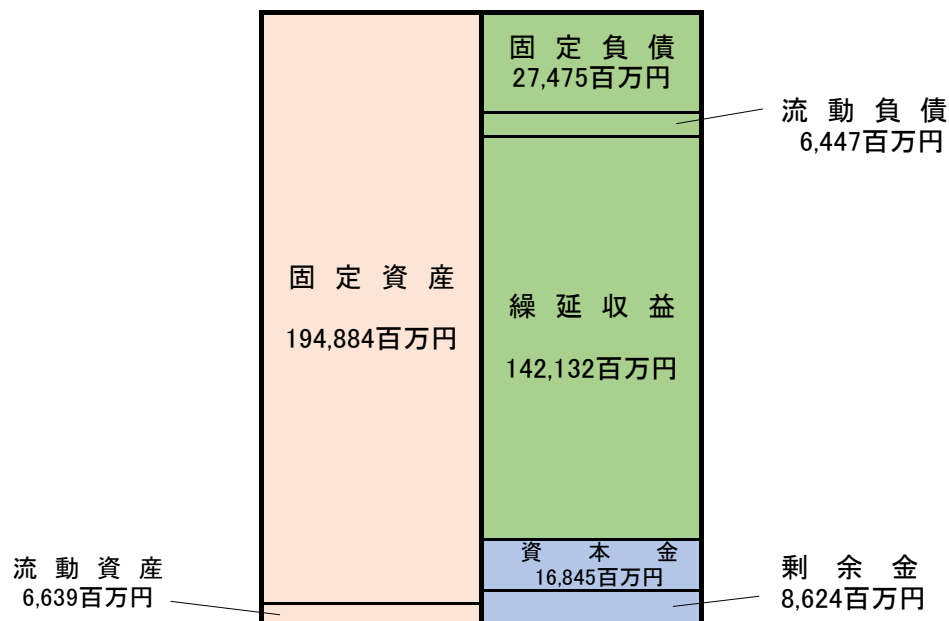 固定負債
27,475百万円
流動負債
6,447百万円
固定資産
194,884百万円
繰延収益
142,132百万円
資本金
16,845百万円
流動資産
6,639百万円
剰余金
8,624百万円